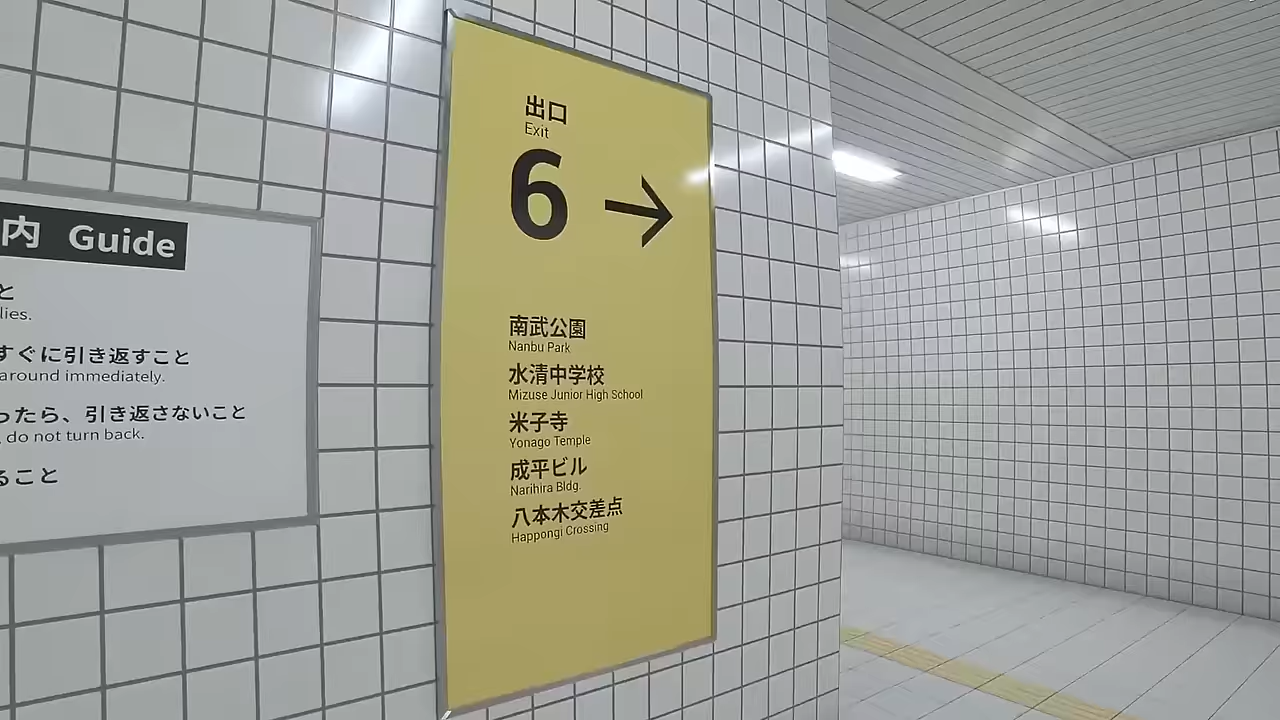 内 Guide
と
lies.
すぐに引き返すこと
around immediately.
ったら、引き返さないこと
, do not turn back.
ること
出口
Exit
6 →
南武公園
Nanbu Park
水清中学校
Mizuse Junior High School
米子寺
Yonago Temple
成平ビル
Narihira Bldg.
八本木交差点
Happongi Crossing